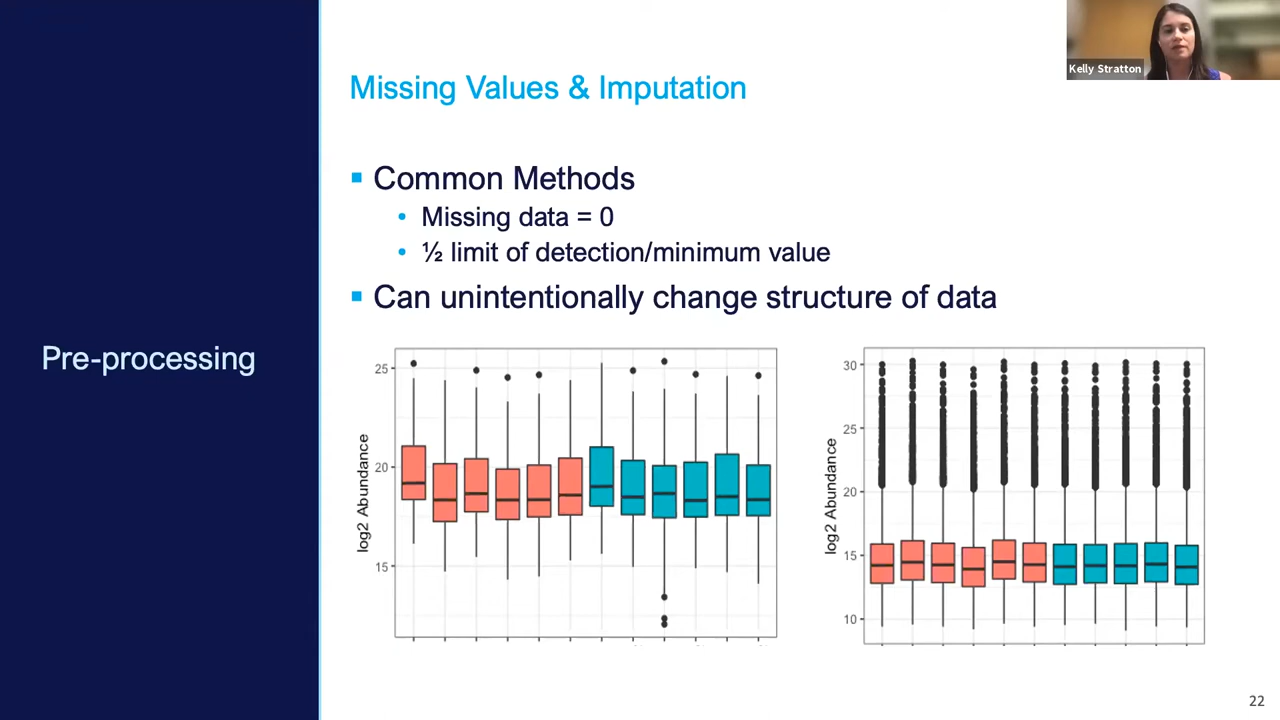 Kelly Stratton
Missing Values & Imputation
Common Methods
Missing data = 0
½ limit of detection/minimum value
Can unintentionally change structure of data
Pre-processing
25
20
15
log2 Abundance
30
25
20
15
10
log2 Abundance
22